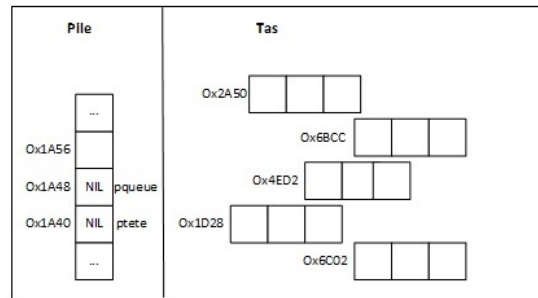 Pile
Tas
Ox2A50
...
Ox6BCC
Ox1A56
Ox4ED2
Ox1A48 NIL pqueue
Ox1A40 NIL ptete
Ox1D28
Ox6C02
...